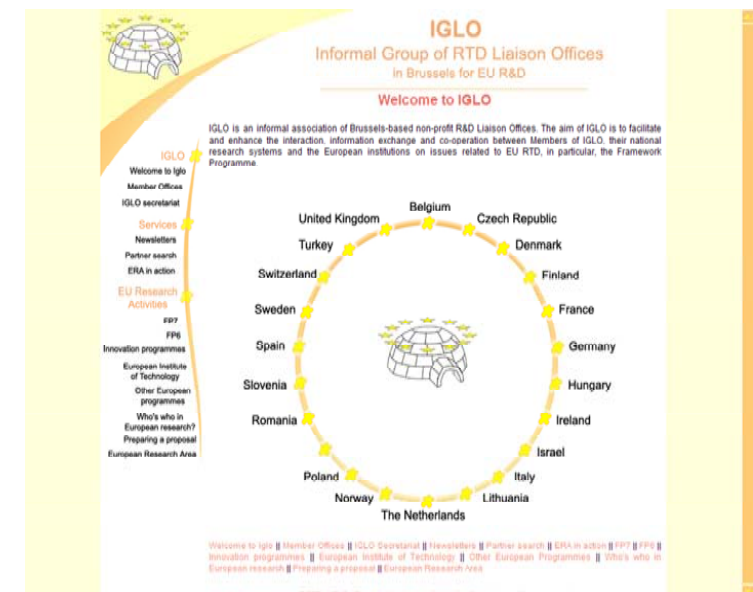 IGLO
Informal Group of RTD Liaison Offices
in Brussels for EU R&D
Welcome to IGLO
IGLO is an informal association of Brussels-based non-profit R&D Liaison Offices. The aim of IGLO is to facilitate
and enhance the interaction, information exchange and co-operation between Members of IGLO, their national
research systems and the European institutions on issues related to EU RTD, in particular, the Framework
Programme.
IGLO
Welcome to Iglo
Member Offices
IGLO secretariat
Services
Newsletters
Partner search
ERA in action
EU Research
Activities
FP7
FP6
Innovation programmes
European Institute
of Technology
Other European
programmes
Who's who in
European research?
Preparing a proposal
European Research Area
Belgium
Czech Republic
Denmark
Finland
France
Germany
Hungary
Ireland
Israel
Italy
Lithuania
The Netherlands
Norway
Poland
Romania
Slovenia
Spain
Sweden
Switzerland
Turkey
United Kingdom
Welcome to Iglo || Member Offices || IGLO Secretariat || Newsletters || Partner search || ERA in action || FP7 || FP6 ||
Innovation programmes || European Institute of Technology || Other European Programmes || Who's who in
European research || Preparing a proposal || European Research Area